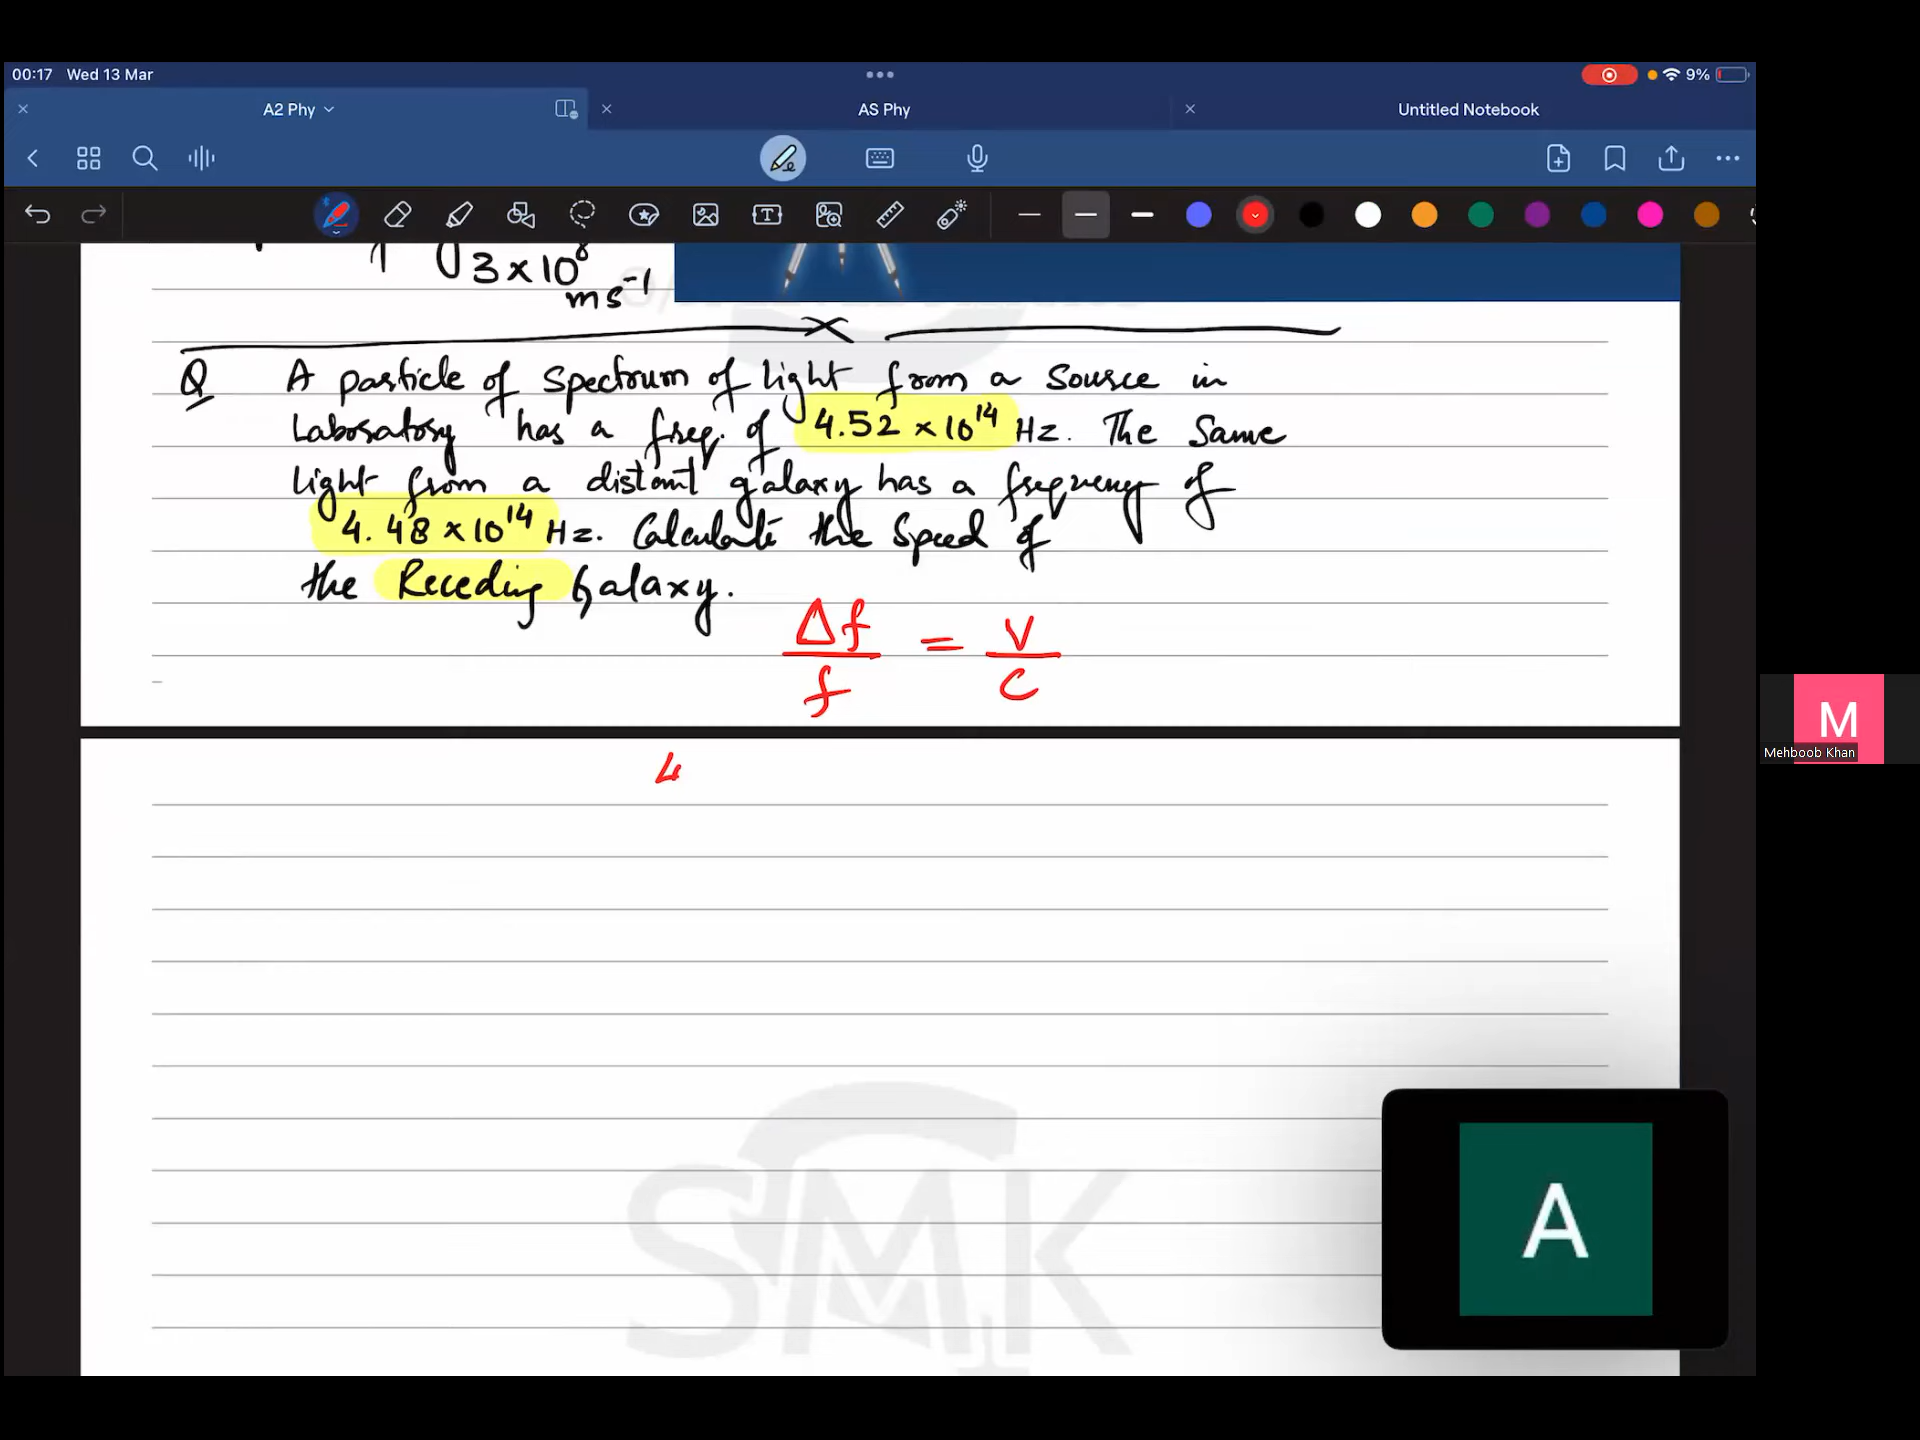 00:17 Wed 13 Mar
9%
A2 Phy
AS Phy
Untitled Notebook
3 × 10⁸
ms⁻¹
Q A particle of spectrum of light from a source in
Laboratory has a freq. of 4.52 × 10¹⁴ Hz. The same
light from a distant galaxy has a frequency of
4.48 × 10¹⁴ Hz. Calculate the speed of
the Receding Galaxy.
Δf/f = v/c
4
SMK
A
M
Mehboob Khan